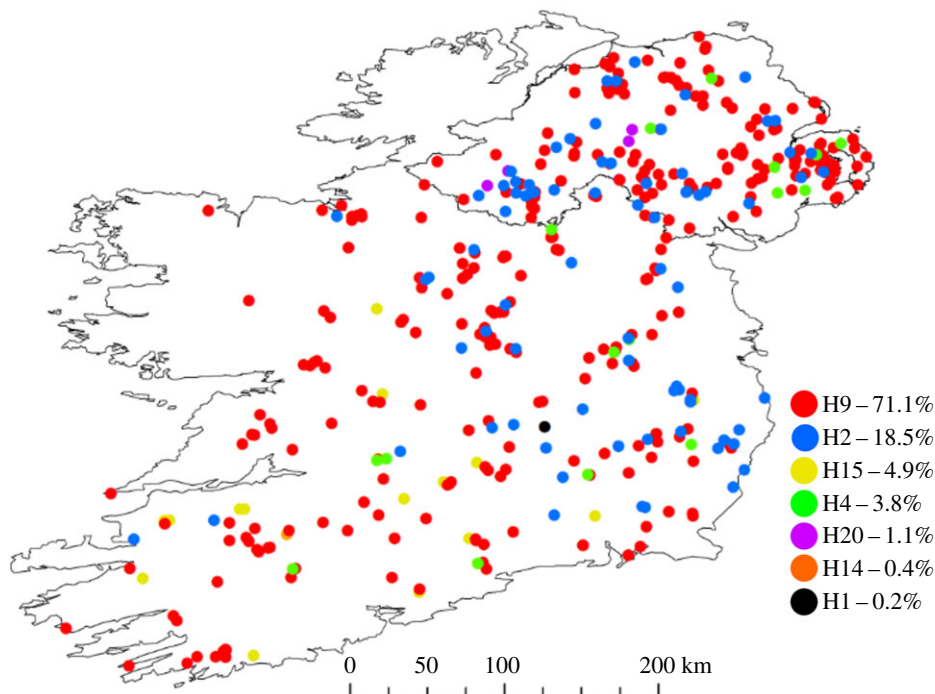 H9 – 71.1%
H2 – 18.5%
H15 – 4.9%
H4 – 3.8%
H20 – 1.1%
H14 – 0.4%
H1 – 0.2%
0 50 100 200 km